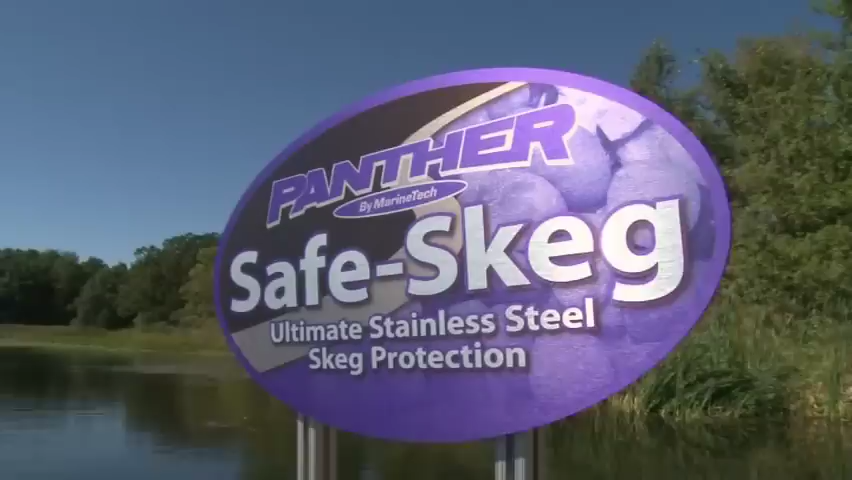 PANTHER
By MarineTech
Safe-Skeg
Ultimate Stainless Steel
Skeg Protection